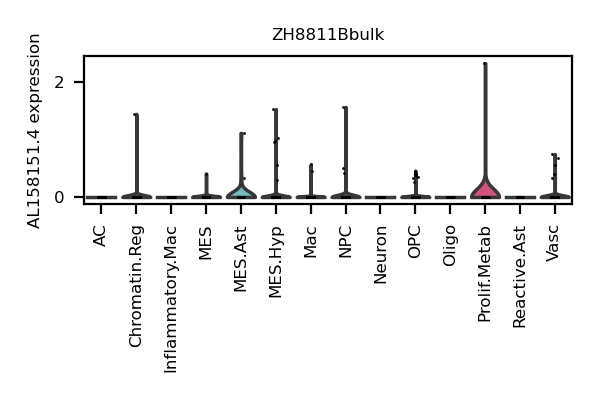 ZH8811Bbulk
AL158151.4 expression
2
0
AC
Chromatin.Reg
Inflammatory.Mac
MES
MES.Ast
MES.Hyp
Mac
NPC
Neuron
OPC
Oligo
Prolif.Metab
Reactive.Ast
Vasc